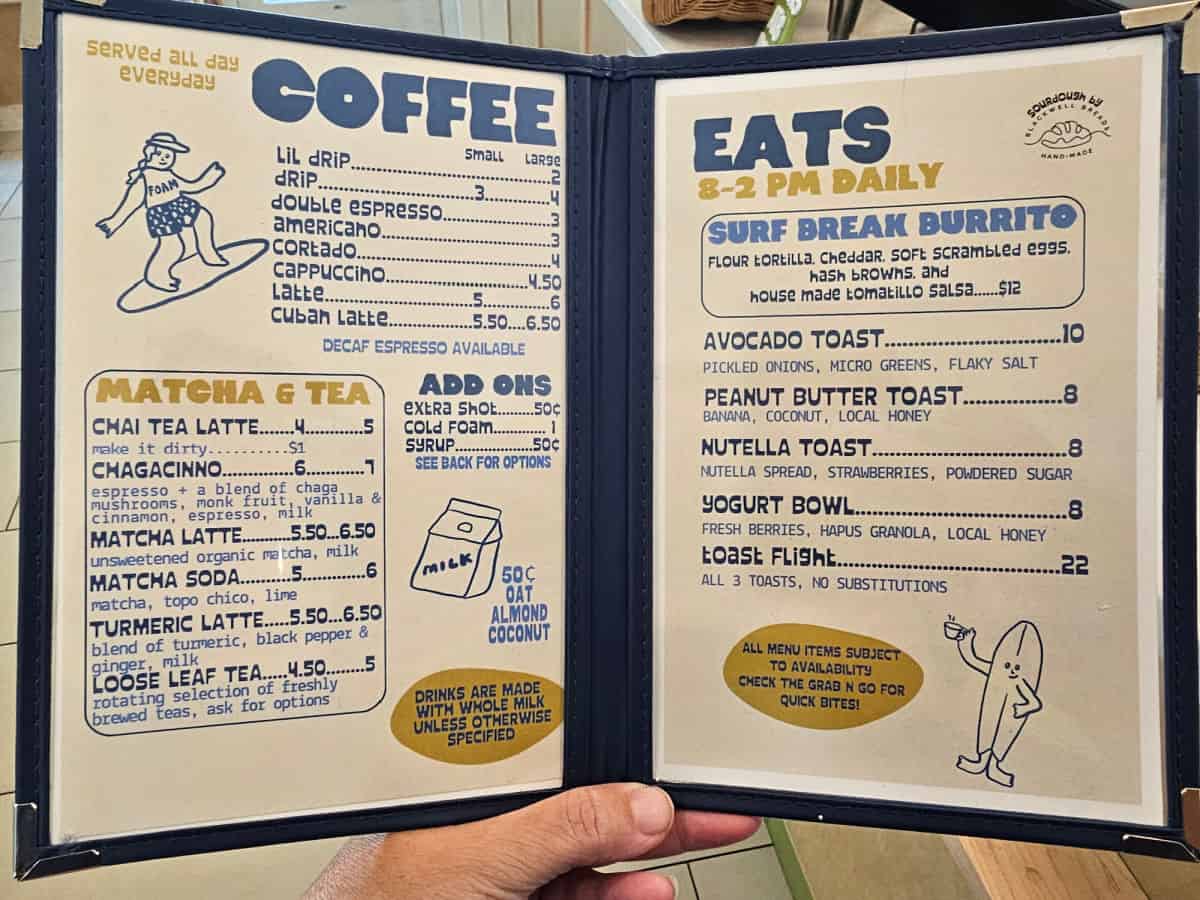 SERVED ALL DAY
EVERYDAY
COFFEE
SMALL LARGE
LIL DRIP....................2
DRIP....................3..........4
DOUBLE ESPRESSO....................3
AMERICANO....................3
CORTADO....................4
CAPPUCCINO....................4.50
LATTE....................5..........6
CUBAN LATTE....................5.50....6.50
DECAF ESPRESSO AVAILABLE
FOAM
MATCHA & TEA
CHAI TEA LATTE......4..........5
make it dirty..........$1
CHAGACINNO............6..........7
espresso + a blend of chaga
mushrooms, monk fruit, vanilla &
cinnamon, espresso, milk
MATCHA LATTE.........5.50...6.50
unsweetened organic matcha, milk
MATCHA SODA.........5...........6
matcha, topo chico, lime
TURMERIC LATTE.....5.50...6.50
blend of turmeric, black pepper &
ginger, milk
LOOSE LEAF TEA.....4.50........5
rotating selection of freshly
brewed teas, ask for options
ADD ONS
EXTRA SHOT........50¢
COLD FOAM........... 1
SYRUP..............50¢
SEE BACK FOR OPTIONS
MILK
50¢
OAT
ALMOND
COCONUT
DRINKS ARE MADE
WITH WHOLE MILK
UNLESS OTHERWISE
SPECIFIED
EATS
8-2 PM DAILY
SOURDOUGH BY
BLACKWELL BREADS
HAND-MADE
SURF BREAK BURRITO
FLOUR TORTILLA, CHEDDAR, SOFT SCRAMBLED EGGS,
HASH BROWNS, AND
HOUSE MADE TOMATILLO SALSA......$12
AVOCADO TOAST..............................10
PICKLED ONIONS, MICRO GREENS, FLAKY SALT
PEANUT BUTTER TOAST.................8
BANANA, COCONUT, LOCAL HONEY
NUTELLA TOAST..................................8
NUTELLA SPREAD, STRAWBERRIES, POWDERED SUGAR
YOGURT BOWL....................................8
FRESH BERRIES, HAPUS GRANOLA, LOCAL HONEY
TOAST FLIGHT......................................22
ALL 3 TOASTS, NO SUBSTITUTIONS
ALL MENU ITEMS SUBJECT
TO AVAILABILITY
CHECK THE GRAB N GO FOR
QUICK BITES!